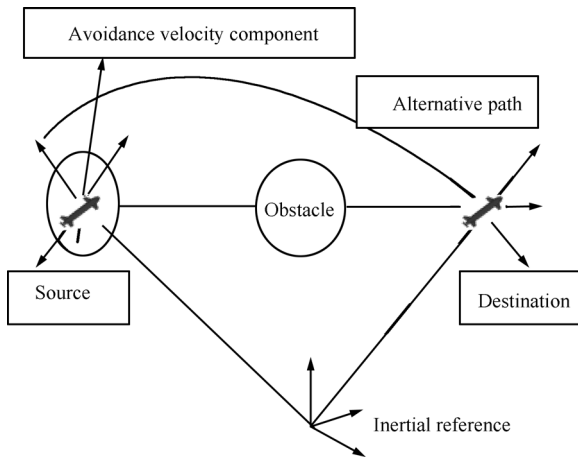 Avoidance velocity component
Alternative path
Obstacle
Source
Destination
Inertial reference